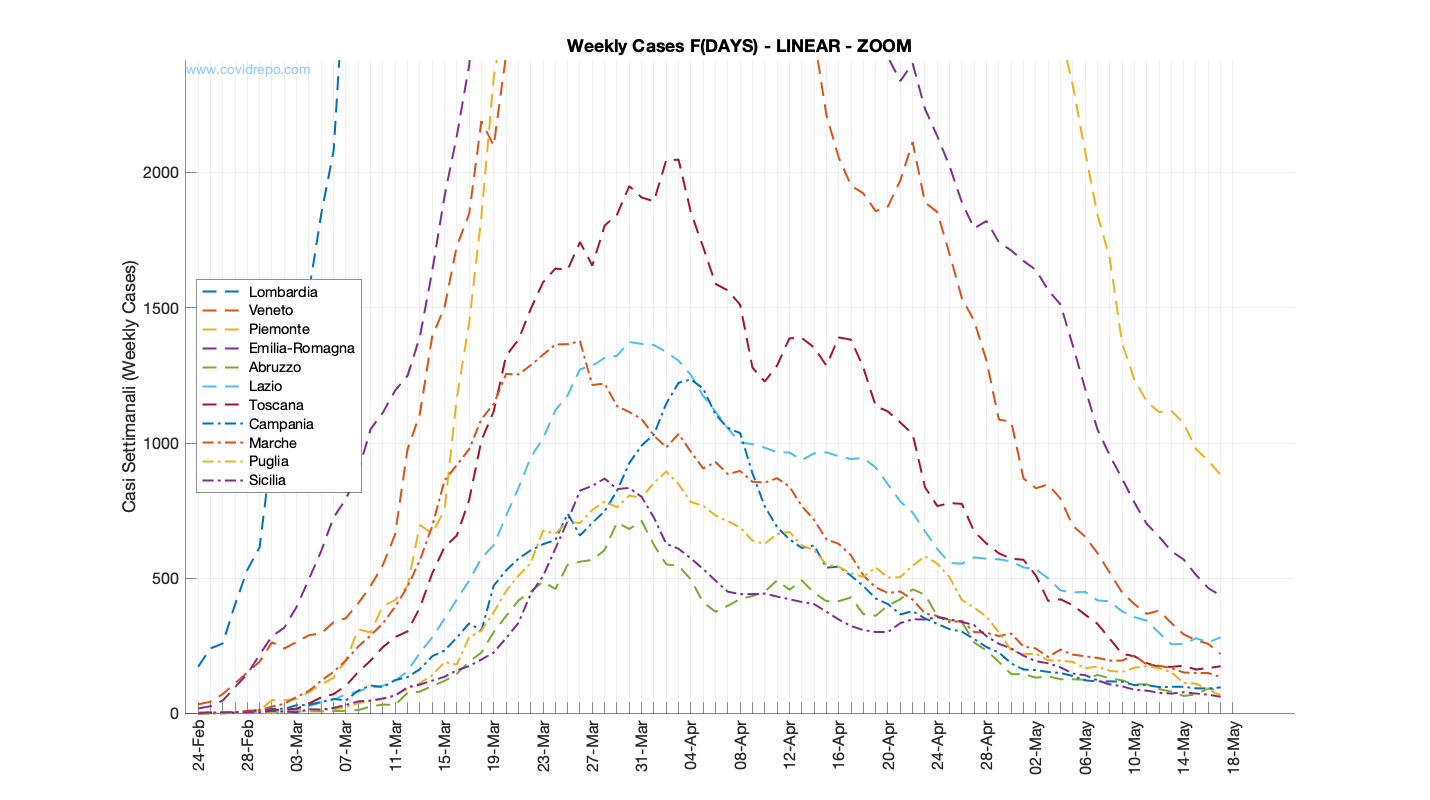 Weekly Cases F(DAYS) - LINEAR - ZOOM
www.covidrepo.com
Casi Settimanali (Weekly Cases)
2000
1500
1000
500
0
Lombardia
Veneto
Piemonte
Emilia-Romagna
Abruzzo
Lazio
Toscana
Campania
Marche
Puglia
Sicilia
24-Feb
28-Feb
03-Mar
07-Mar
11-Mar
15-Mar
19-Mar
23-Mar
27-Mar
31-Mar
04-Apr
08-Apr
12-Apr
16-Apr
20-Apr
24-Apr
28-Apr
02-May
06-May
10-May
14-May
18-May